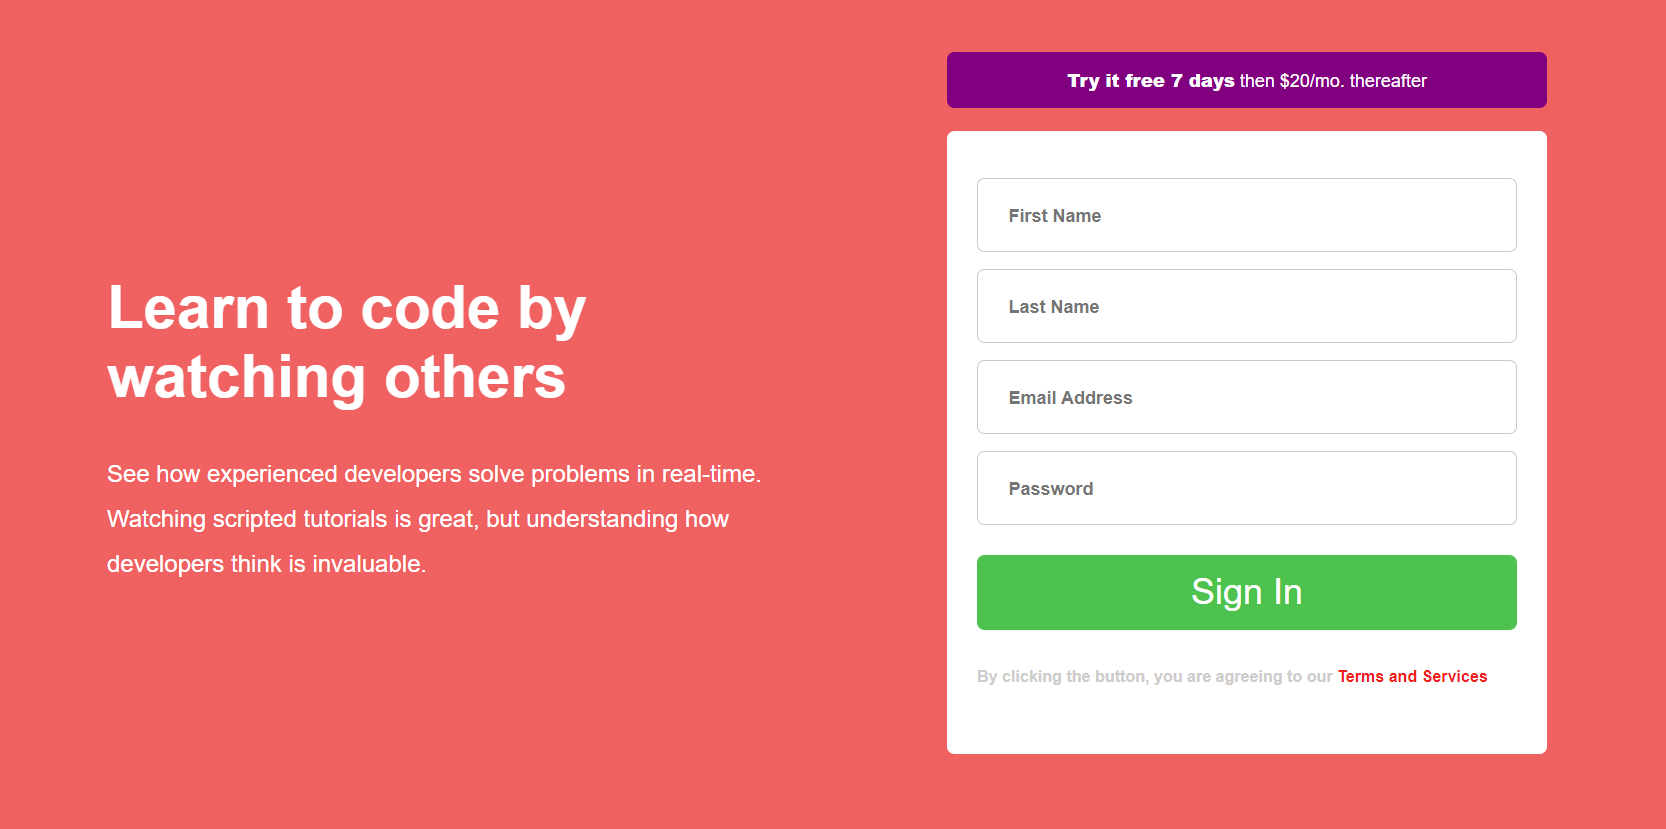 Learn to code by
watching others
See how experienced developers solve problems in real-time.
Watching scripted tutorials is great, but understanding how
developers think is invaluable.
Try it free 7 days then $20/mo. thereafter
First Name
Last Name
Email Address
Password
Sign In
By clicking the button, you are agreeing to our Terms and Services